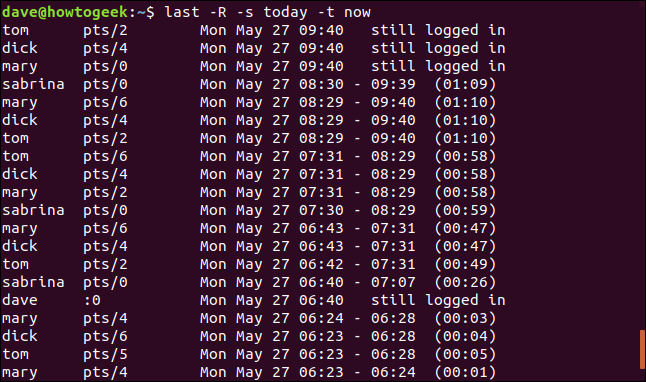 dave@howtogeek:~$ last -R -s today -t now
tom      pts/2        Mon May 27 09:40   still logged in
dick     pts/4        Mon May 27 09:40   still logged in
mary     pts/0        Mon May 27 09:40   still logged in
sabrina  pts/0        Mon May 27 08:30 - 09:39  (01:09)
mary     pts/6        Mon May 27 08:29 - 09:40  (01:10)
dick     pts/4        Mon May 27 08:29 - 09:40  (01:10)
tom      pts/2        Mon May 27 08:29 - 09:40  (01:10)
tom      pts/6        Mon May 27 07:31 - 08:29  (00:58)
dick     pts/4        Mon May 27 07:31 - 08:29  (00:58)
mary     pts/2        Mon May 27 07:31 - 08:29  (00:58)
sabrina  pts/0        Mon May 27 07:30 - 08:29  (00:59)
mary     pts/6        Mon May 27 06:43 - 07:31  (00:47)
dick     pts/4        Mon May 27 06:43 - 07:31  (00:47)
tom      pts/2        Mon May 27 06:42 - 07:31  (00:49)
sabrina  pts/0        Mon May 27 06:40 - 07:07  (00:26)
dave     :0           Mon May 27 06:40   still logged in
mary     pts/4        Mon May 27 06:24 - 06:28  (00:03)
dick     pts/6        Mon May 27 06:23 - 06:28  (00:04)
tom      pts/5        Mon May 27 06:23 - 06:28  (00:05)
mary     pts/4        Mon May 27 06:23 - 06:24  (00:01)